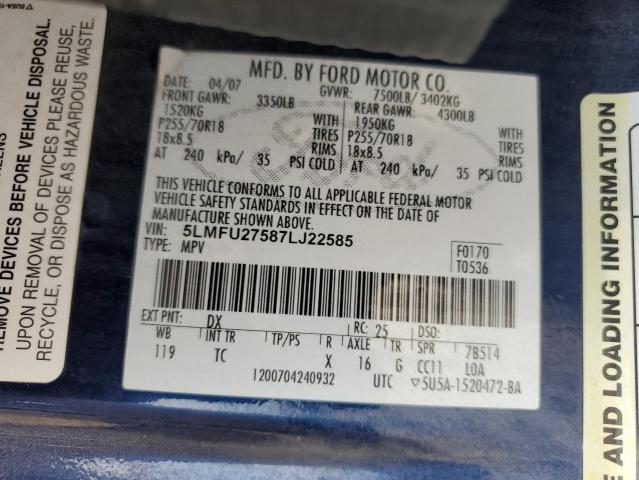 ▽5U5A-15
BEFORE VEHICLE DISPOSAL,
REMOVE DEVICES
UPON REMOVAL OF DEVICES PLEASE REUSE,
RECYCLE, OR DISPOSE AS HAZARDOUS WASTE.
MFD. BY FORD MOTOR CO.
DATE: 04/07 GVWR: 7500LB/ 3402KG
FRONT GAWR: 3350LB REAR GAWR: 4300LB
1520KG WITH 1950KG WITH
P255/70R18 TIRES P255/70R18 TIRES
18x8.5 RIMS 18x8.5 RIMS
AT 240 kPa/ 35 PSI COLD AT 240 kPa/ 35 PSI COLD
THIS VEHICLE CONFORMS TO ALL APPLICABLE FEDERAL MOTOR
VEHICLE SAFETY STANDARDS IN EFFECT ON THE DATE OF
MANUFACTURE SHOWN ABOVE.
VIN: 5LMFU27587LJ22585
TYPE: MPV F0170
T0536
EXT PNT: DX RC: 25 DSO:
WB INT TR TP/PS R AXLE TR SPR 7B514
119 TC X 16 G CC11 LOA
1200704240932 UTC ▽5U5A-1520472-BA
Ford
E AND LOADING INFORMATION